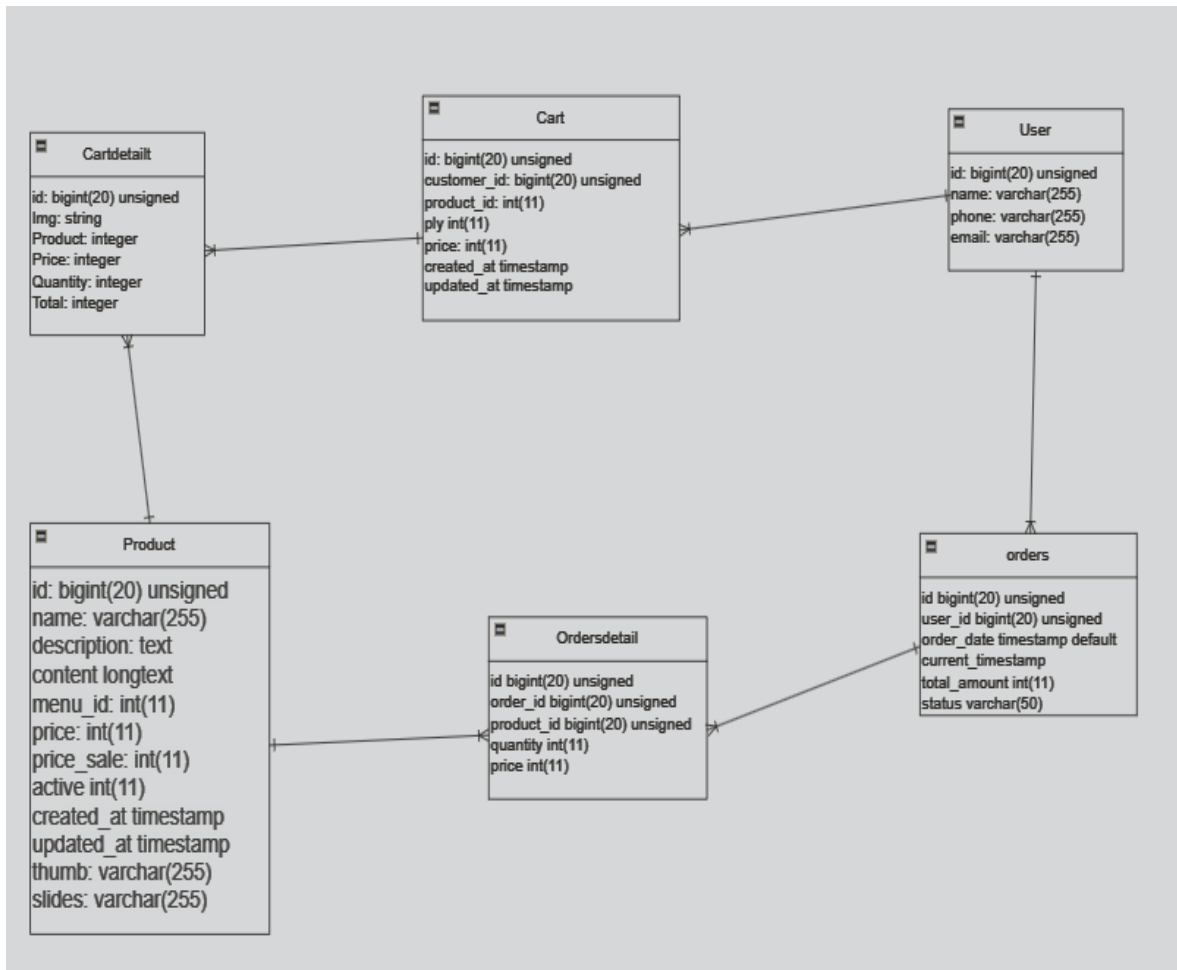 Cartdetailt
id: bigint(20) unsigned
Img: string
Product: integer
Price: integer
Quantity: integer
Total: integer
Cart
id: bigint(20) unsigned
customer_id: bigint(20) unsigned
product_id: int(11)
ply int(11)
price: int(11)
created_at timestamp
updated_at timestamp
User
id: bigint(20) unsigned
name: varchar(255)
phone: varchar(255)
email: varchar(255)
Product
id: bigint(20) unsigned
name: varchar(255)
description: text
content longtext
menu_id: int(11)
price: int(11)
price_sale: int(11)
active int(11)
created_at timestamp
updated_at timestamp
thumb: varchar(255)
slides: varchar(255)
Ordersdetail
id bigint(20) unsigned
order_id bigint(20) unsigned
product_id bigint(20) unsigned
quantity int(11)
price int(11)
orders
id bigint(20) unsigned
user_id bigint(20) unsigned
order_date timestamp default
current_timestamp
total_amount int(11)
status varchar(50)